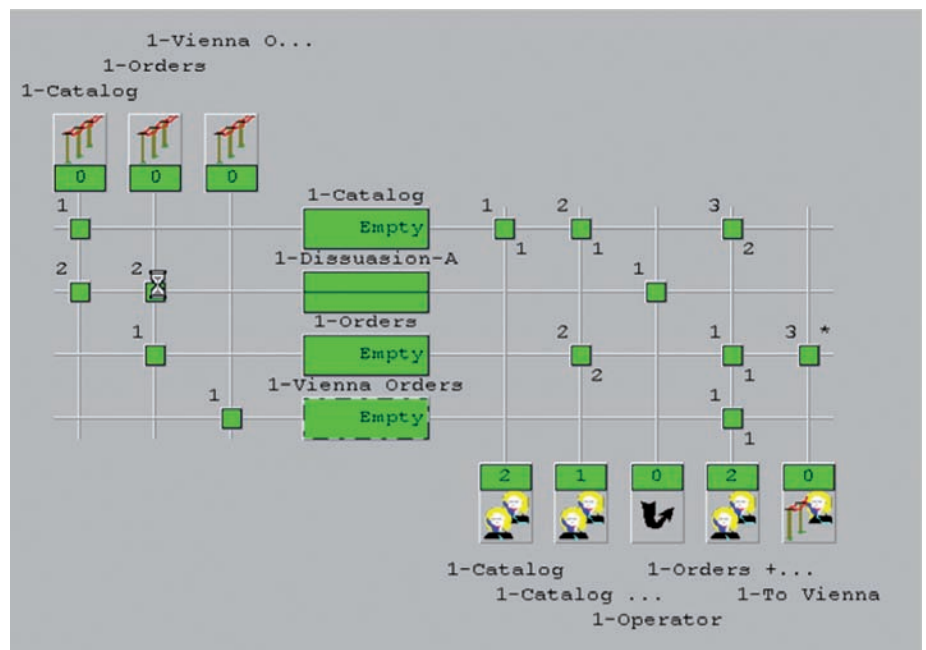 1-Vienna O...
1-Orders
1-Catalog
0 0 0
1-Catalog
1 1 2 3
Empty
1 1 2
1-Dissuasion-A
2 2 1
1-Orders
1 2 1 3 *
Empty
2 1
1-Vienna Orders
1 1
Empty
1
2 1 0 2 0
1-Catalog 1-Orders +...
1-Catalog ... 1-To Vienna
1-Operator